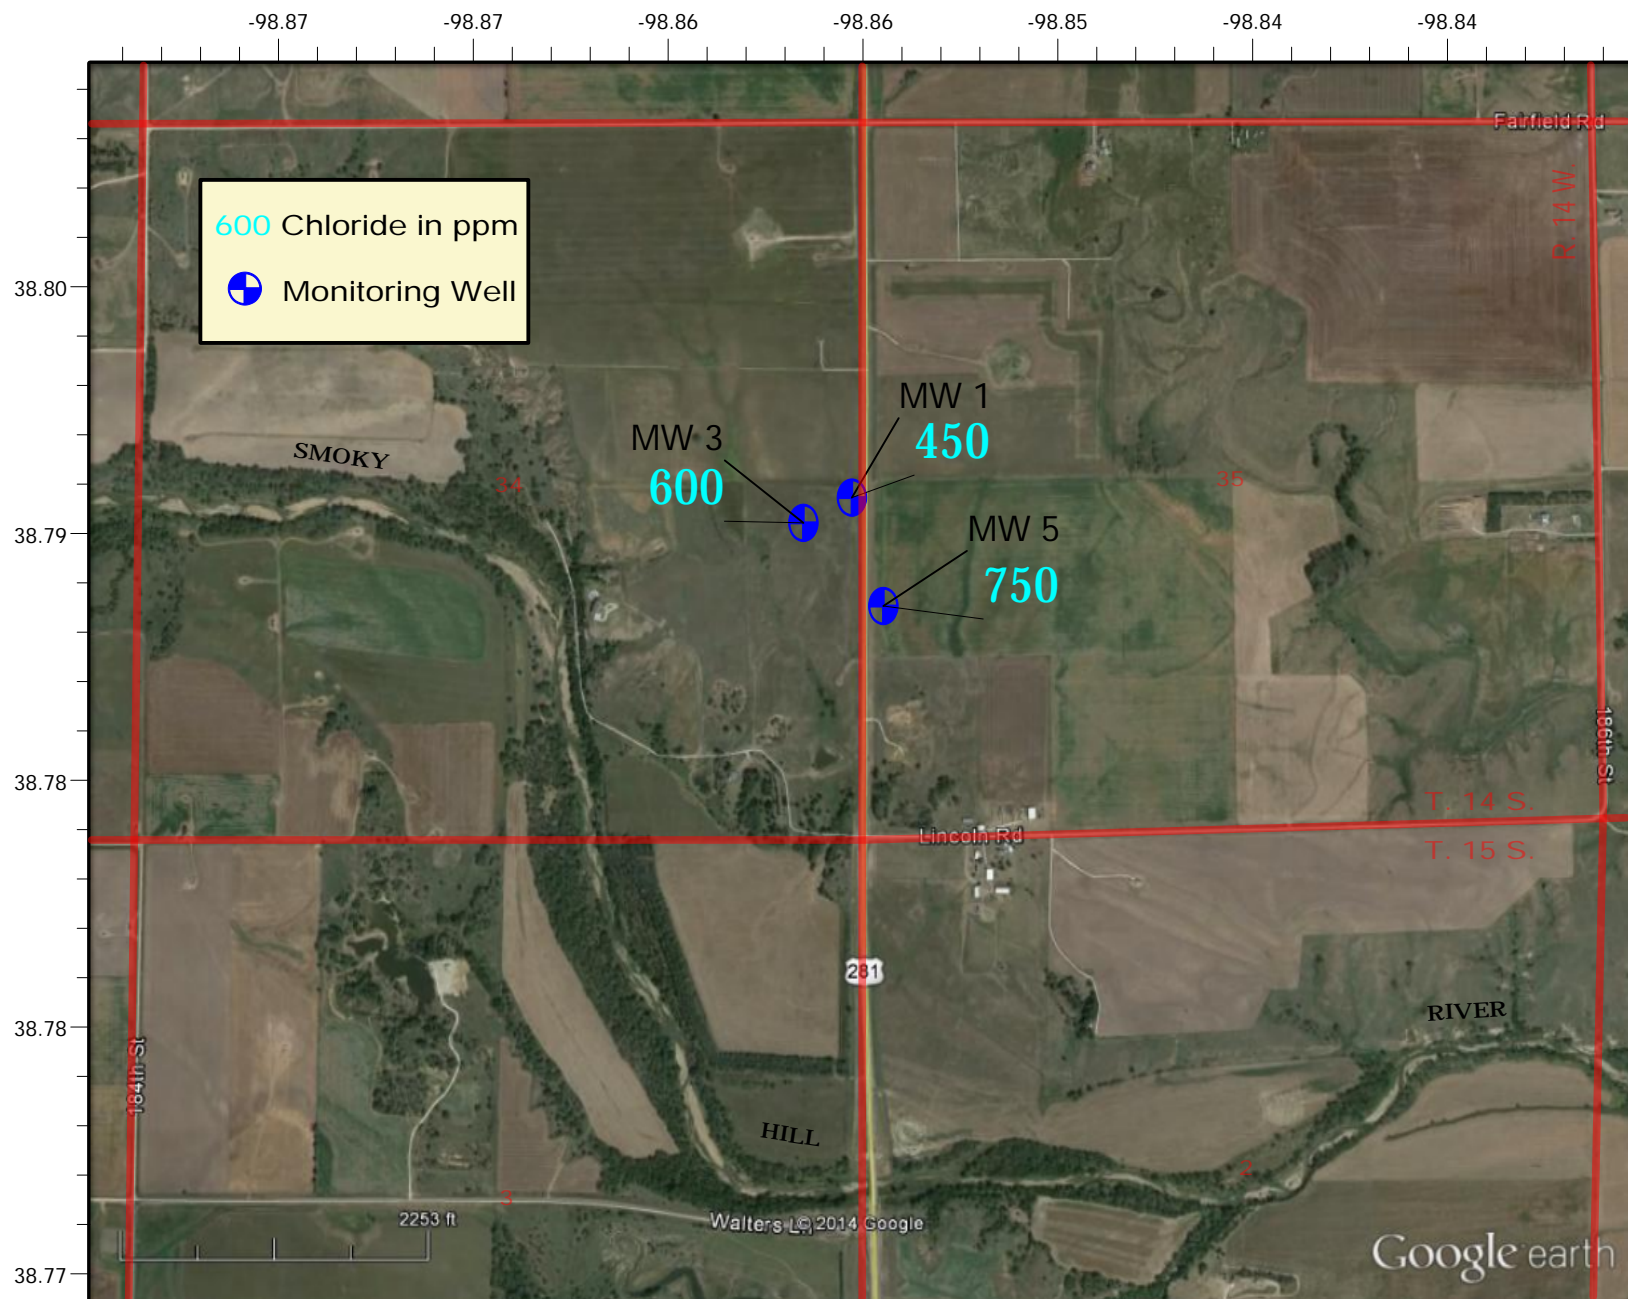 -98.87 -98.87 -98.86 -98.86 -98.85 -98.84 -98.84
Fairfield Rd
R. 14 W.
600 Chloride in ppm
Monitoring Well
38.80
MW 1
450
MW 3
600
SMOKY
34
35
38.79
MW 5
750
186th St
38.78
T. 14 S.
Lincoln Rd
T. 15 S.
281
RIVER
38.78
184th St
HILL
2
3
2253 ft
Walters Ln
© 2014 Google
Google earth
38.77